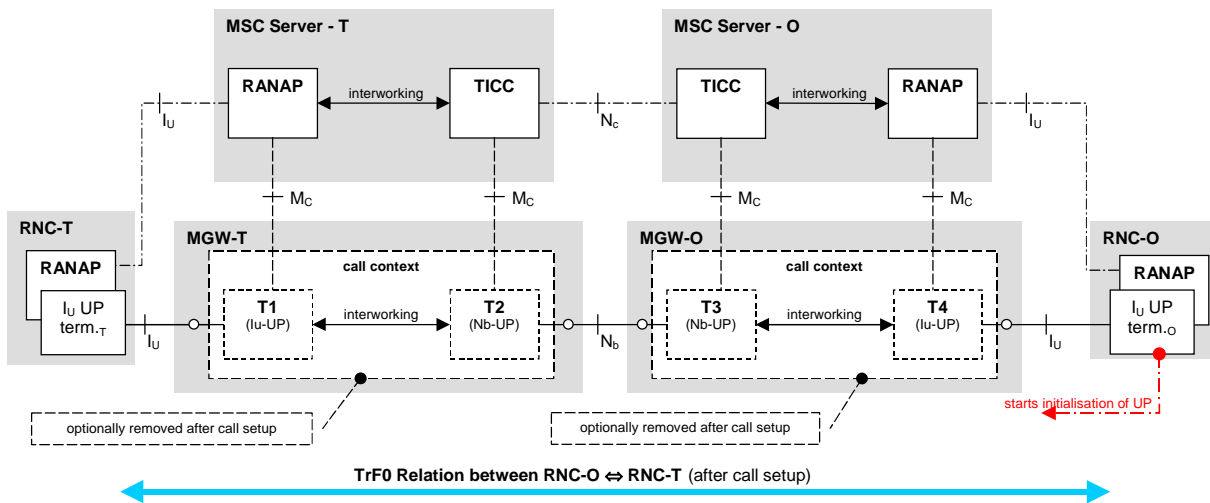 MSC Server - T
MSC Server - O
RANAP
interworking
TICC
TICC
interworking
RANAP
IU
NC
IU
MC
MC
MC
MC
RNC-T
MGW-T
MGW-O
RNC-O
RANAP
call context
call context
RANAP
IU UP
term.T
T1
(Iu-UP)
interworking
T2
(Nb-UP)
T3
(Nb-UP)
interworking
T4
(Iu-UP)
IU UP
term.O
IU
Nb
IU
starts initialisation of UP
optionally removed after call setup
optionally removed after call setup
TrF0 Relation between RNC-O ⇔ RNC-T (after call setup)